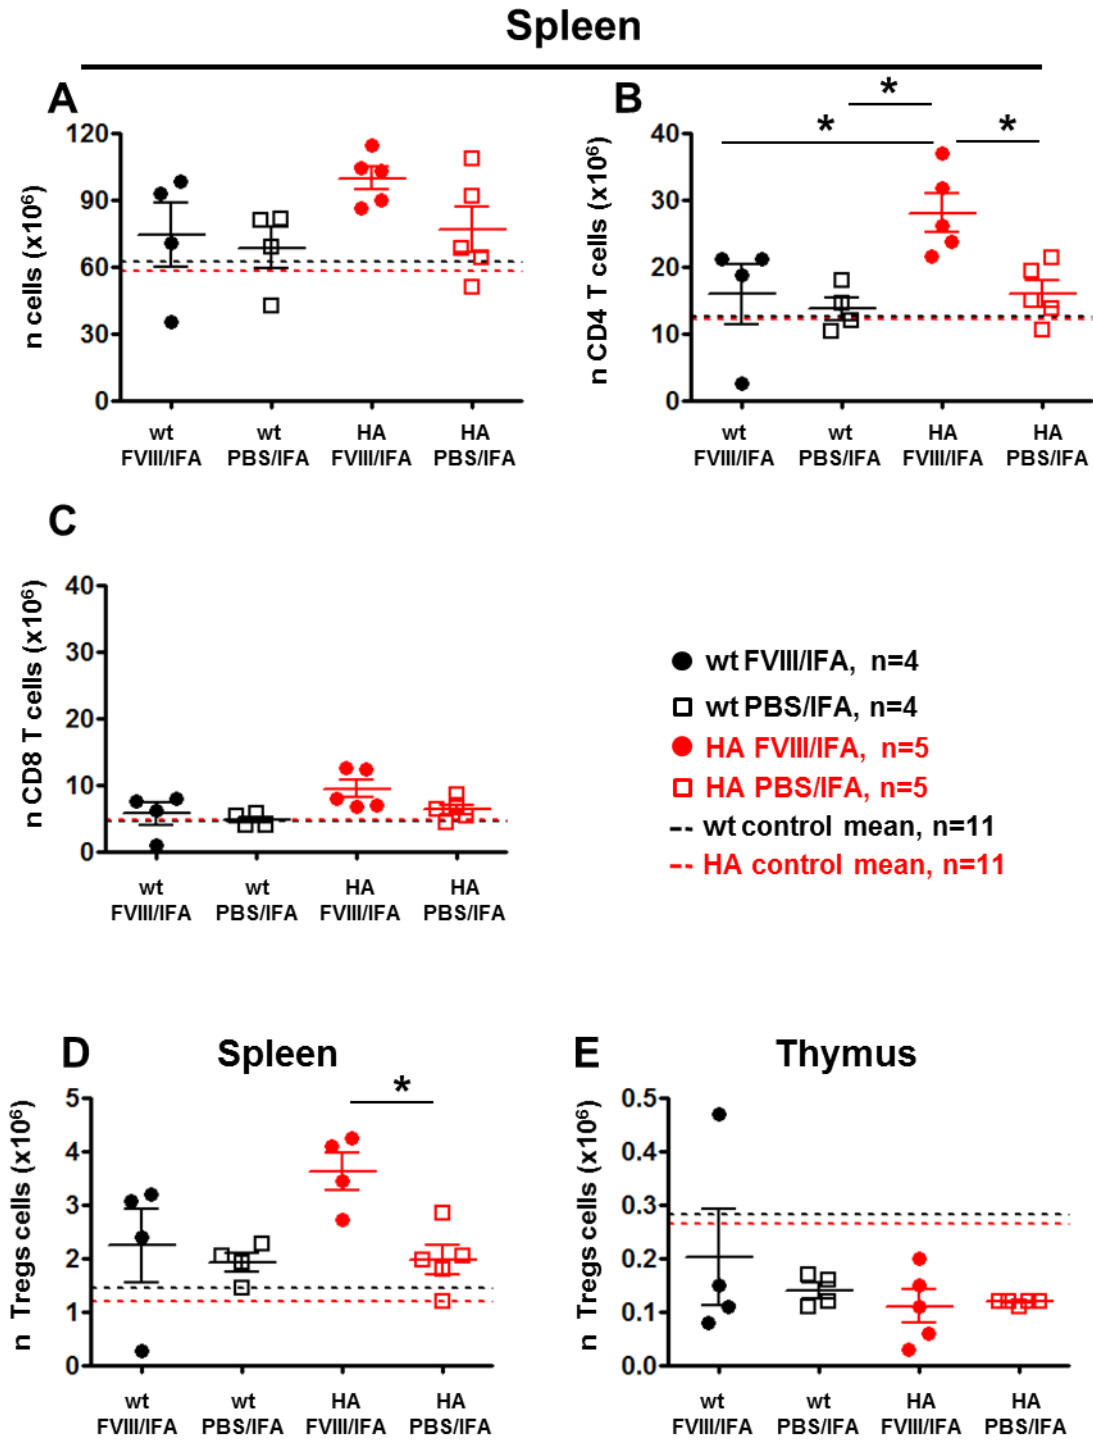 Spleen
A
n cells (x10⁶)
120
90
60
30
0
wt
FVIII/IFA
wt
PBS/IFA
HA
FVIII/IFA
HA
PBS/IFA
B
n CD4 T cells (x10⁶)
40
30
20
10
0
*
*
*
wt
FVIII/IFA
wt
PBS/IFA
HA
FVIII/IFA
HA
PBS/IFA
C
n CD8 T cells (x10⁶)
40
30
20
10
0
wt
FVIII/IFA
wt
PBS/IFA
HA
FVIII/IFA
HA
PBS/IFA
wt FVIII/IFA, n=4
wt PBS/IFA, n=4
HA FVIII/IFA, n=5
HA PBS/IFA, n=5
wt control mean, n=11
HA control mean, n=11
D
Spleen
n Tregs cells (x10⁶)
5
4
3
2
1
0
*
wt
FVIII/IFA
wt
PBS/IFA
HA
FVIII/IFA
HA
PBS/IFA
E
Thymus
n Tregs cells (x10⁶)
0.5
0.4
0.3
0.2
0.1
0.0
wt
FVIII/IFA
wt
PBS/IFA
HA
FVIII/IFA
HA
PBS/IFA